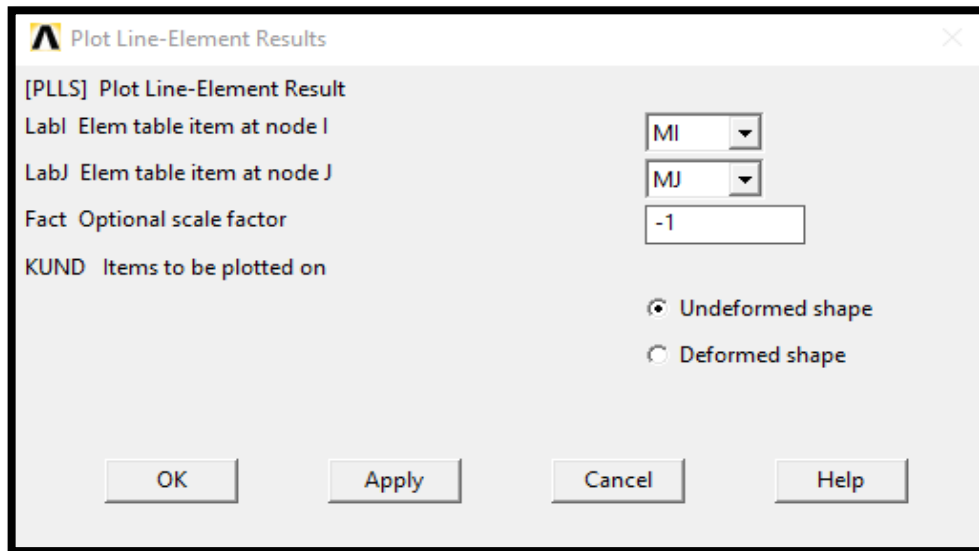 Plot Line-Element Results
[PLLS] Plot Line-Element Result
LabI Elem table item at node I
MI
LabJ Elem table item at node J
MJ
Fact Optional scale factor
-1
KUND Items to be plotted on
Undeformed shape
Deformed shape
OK Apply Cancel Help